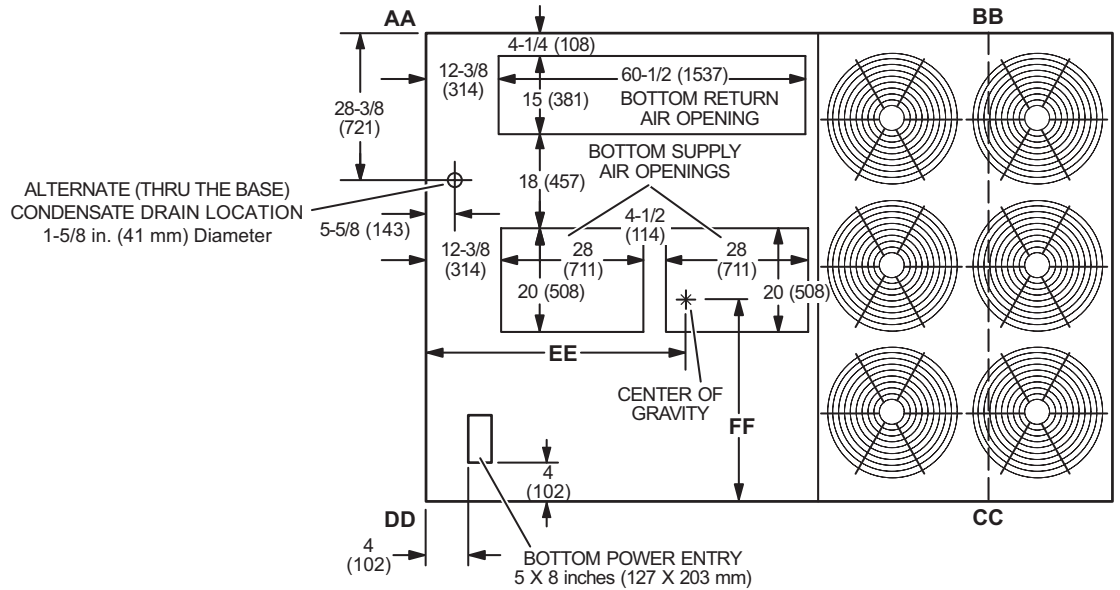 AA
BB
4-1/4 (108)
12-3/8
(314)
60-1/2 (1537)
28-3/8
(721)
15 (381)
BOTTOM RETURN
AIR OPENING
BOTTOM SUPPLY
AIR OPENINGS
18 (457)
ALTERNATE (THRU THE BASE)
CONDENSATE DRAIN LOCATION
1-5/8 in. (41 mm) Diameter
5-5/8 (143)
4-1/2
(114)
12-3/8
(314)
28
(711)
28
(711)
20 (508)
20 (508)
EE
CENTER OF
GRAVITY
FF
4
(102)
DD
CC
4
(102)
BOTTOM POWER ENTRY
5 X 8 inches (127 X 203 mm)